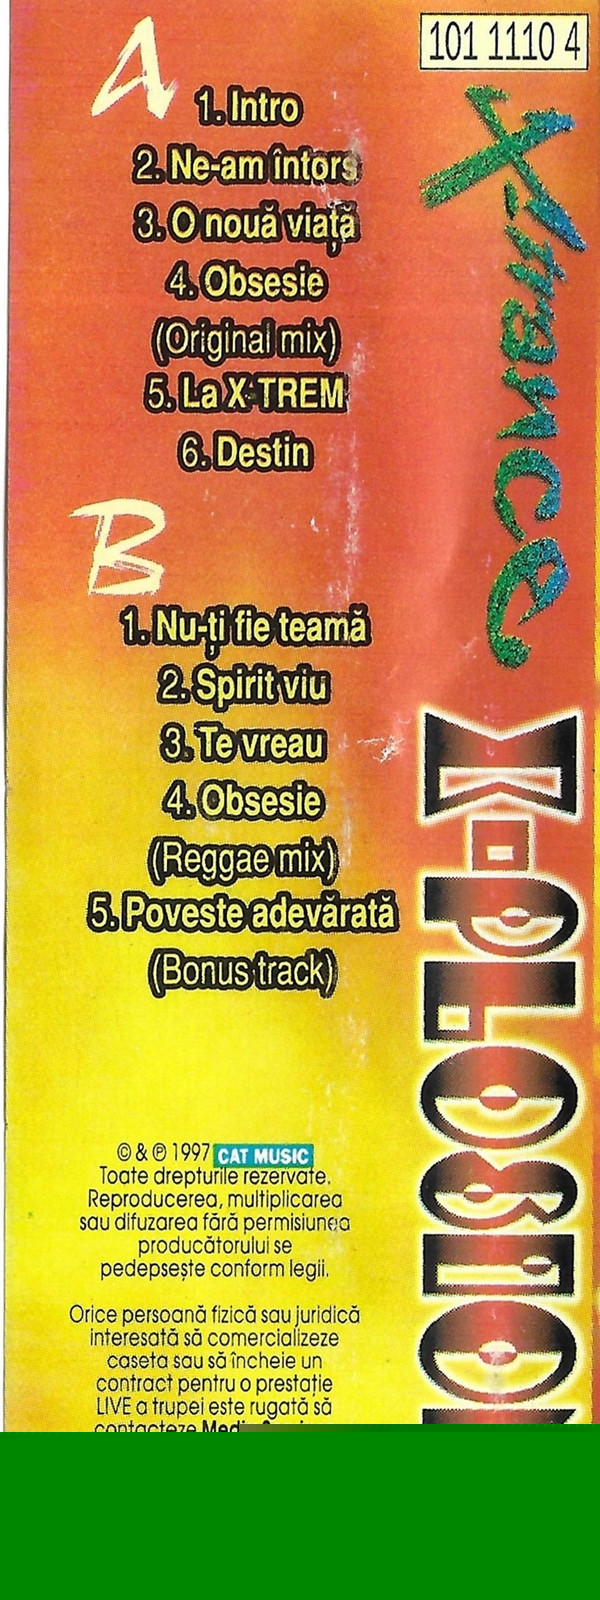 101 1110 4
A
1. Intro
2. Ne-am întors
3. O nouă viață
4. Obsesie
(Original mix)
5. La X-TREM
6. Destin
B
1. Nu-ți fie teamă
2. Spirit viu
3. Te vreau
4. Obsesie
(Reggae mix)
5. Poveste adevărată
(Bonus track)
© & ℗ 1997 CAT MUSIC
Toate drepturile rezervate.
Reproducerea, multiplicarea
sau difuzarea fără permisiunea
producătorului se
pedepsește conform legii.
Orice persoană fizică sau juridică
interesată să comercializeze
caseta sau să încheie un
contract pentru o prestație
LIVE a trupei este rugată să
contacteze
X-Trance